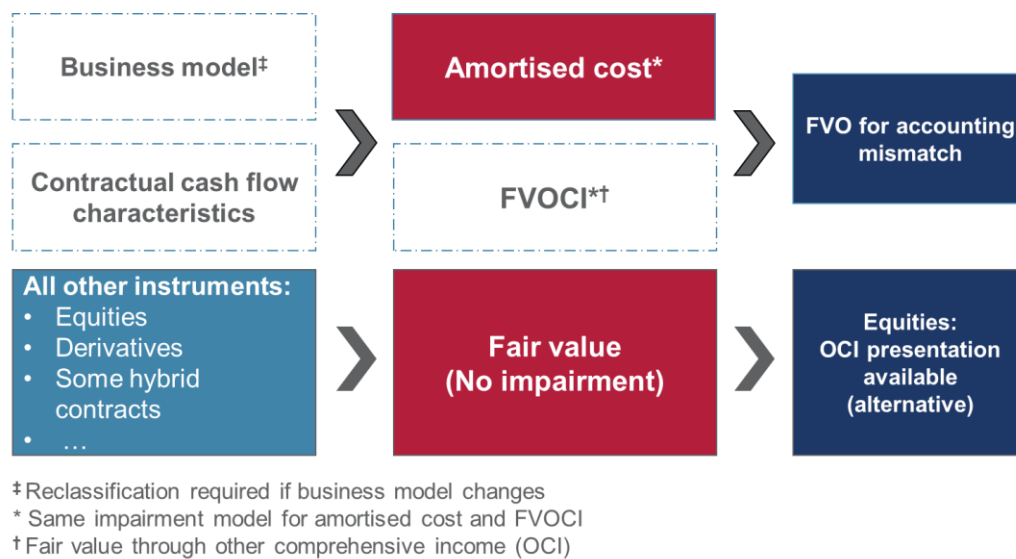 Business model‡
Contractual cash flow
characteristics
Amortised cost*
FVOCI*†
FVO for accounting
mismatch
All other instruments:
• Equities
• Derivatives
• Some hybrid
contracts
• …
Fair value
(No impairment)
Equities:
OCI presentation
available
(alternative)
‡ Reclassification required if business model changes
* Same impairment model for amortised cost and FVOCI
† Fair value through other comprehensive income (OCI)